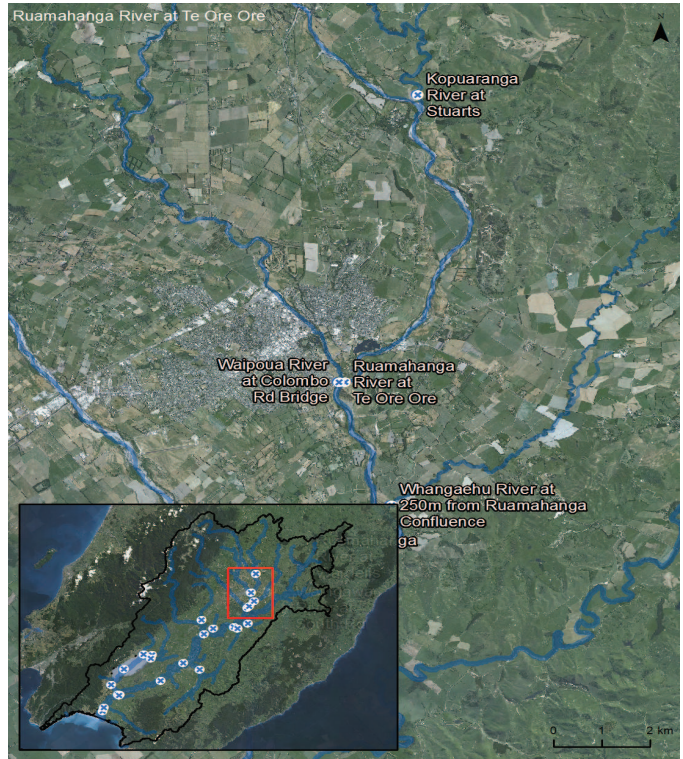 Ruamahanga River at Te Ore Ore
N
Kopuaranga
River at
Stuarts
Waipoua River
at Colombo
Rd Bridge
Ruamahanga
River at
Te Ore Ore
Whangaehu River at
250m from Ruamahanga
Confluence
ga
0 1 2 km